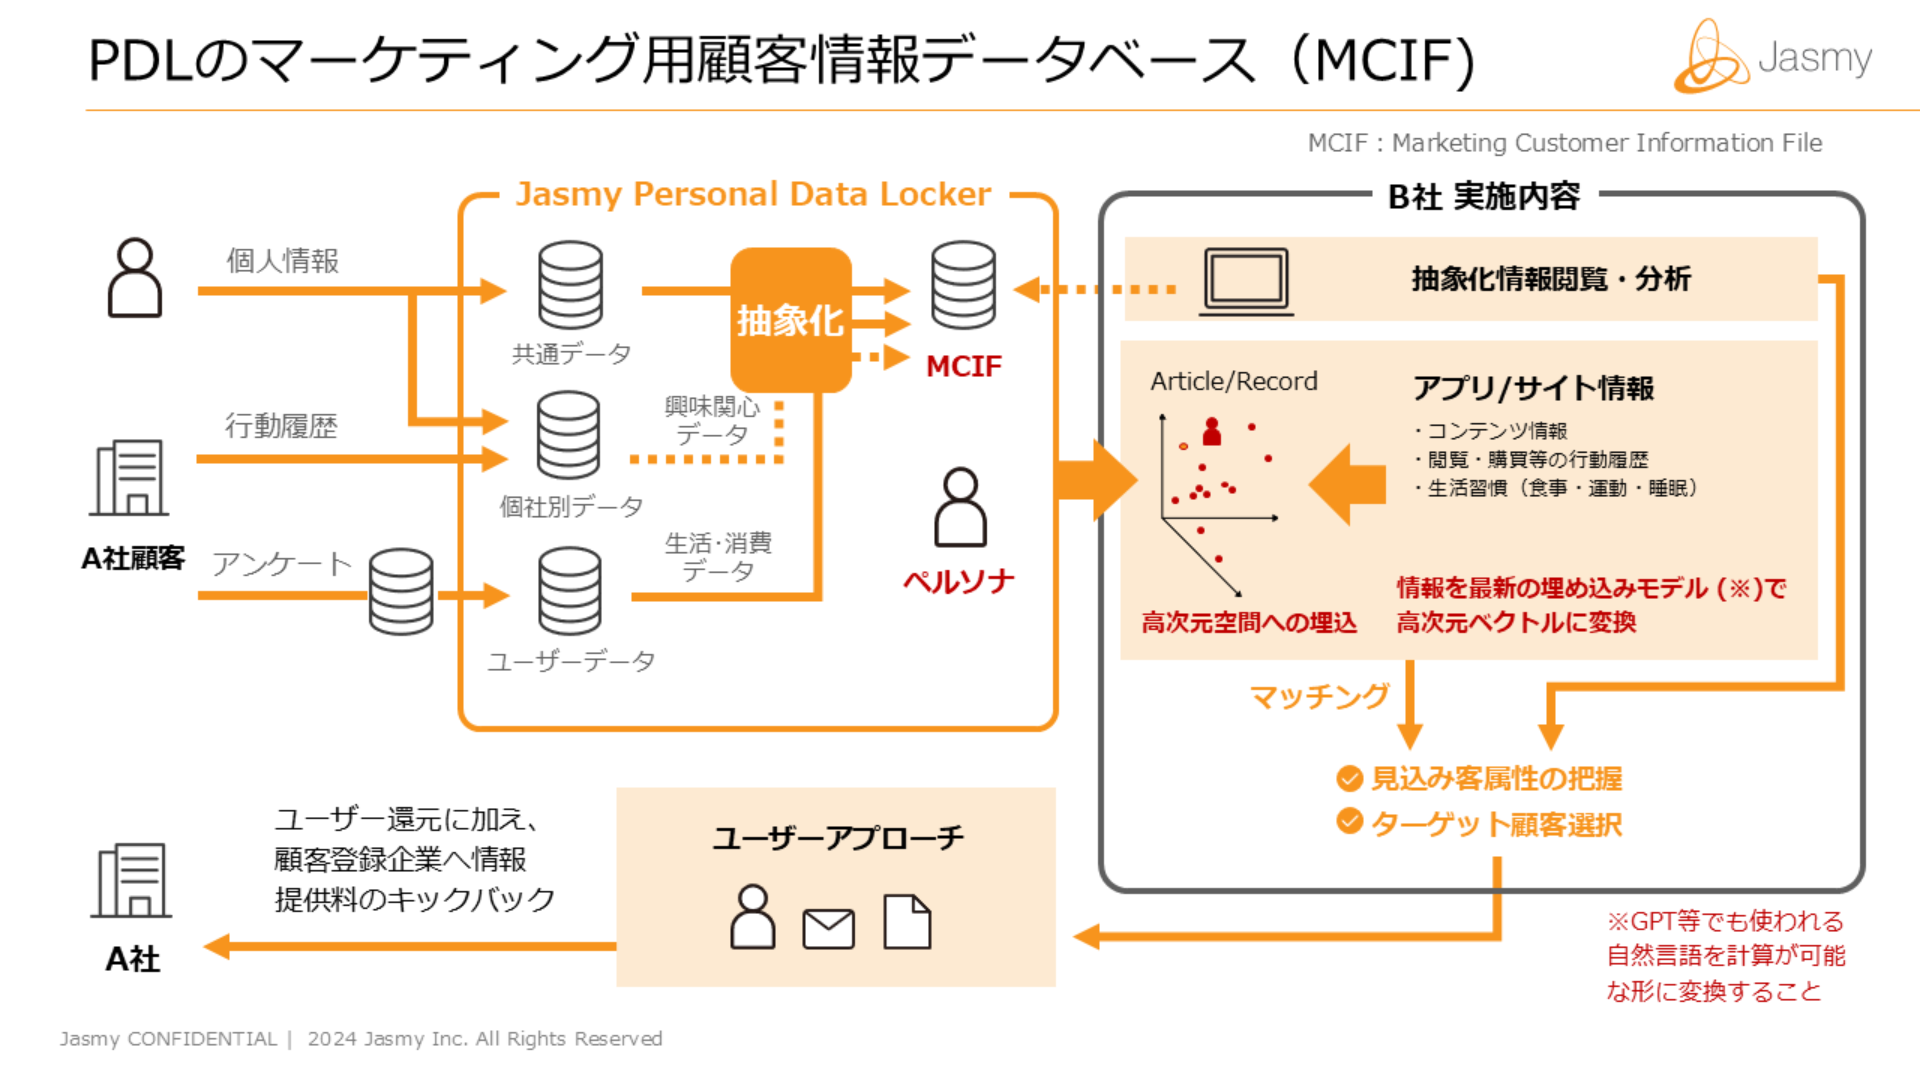 PDLのマーケティング用顧客情報データベース（MCIF)
Jasmy
MCIF : Marketing Customer Information File
Jasmy Personal Data Locker
個人情報
共通データ
抽象化
MCIF
行動履歴
個社別データ
興味関心
データ
A社顧客
アンケート
ユーザーデータ
生活･消費
データ
ペルソナ
B社 実施内容
抽象化情報閲覧・分析
Article/Record
高次元空間への埋込
アプリ/サイト情報
・コンテンツ情報
・閲覧・購買等の行動履歴
・生活習慣（食事・運動・睡眠）
情報を最新の埋め込みモデル (※)で
高次元ベクトルに変換
マッチング
見込み客属性の把握
ターゲット顧客選択
ユーザーアプローチ
ユーザー還元に加え、
顧客登録企業へ情報
提供料のキックバック
A社
※GPT等でも使われる
自然言語を計算が可能
な形に変換すること
Jasmy CONFIDENTIAL | 2024 Jasmy Inc. All Rights Reserved